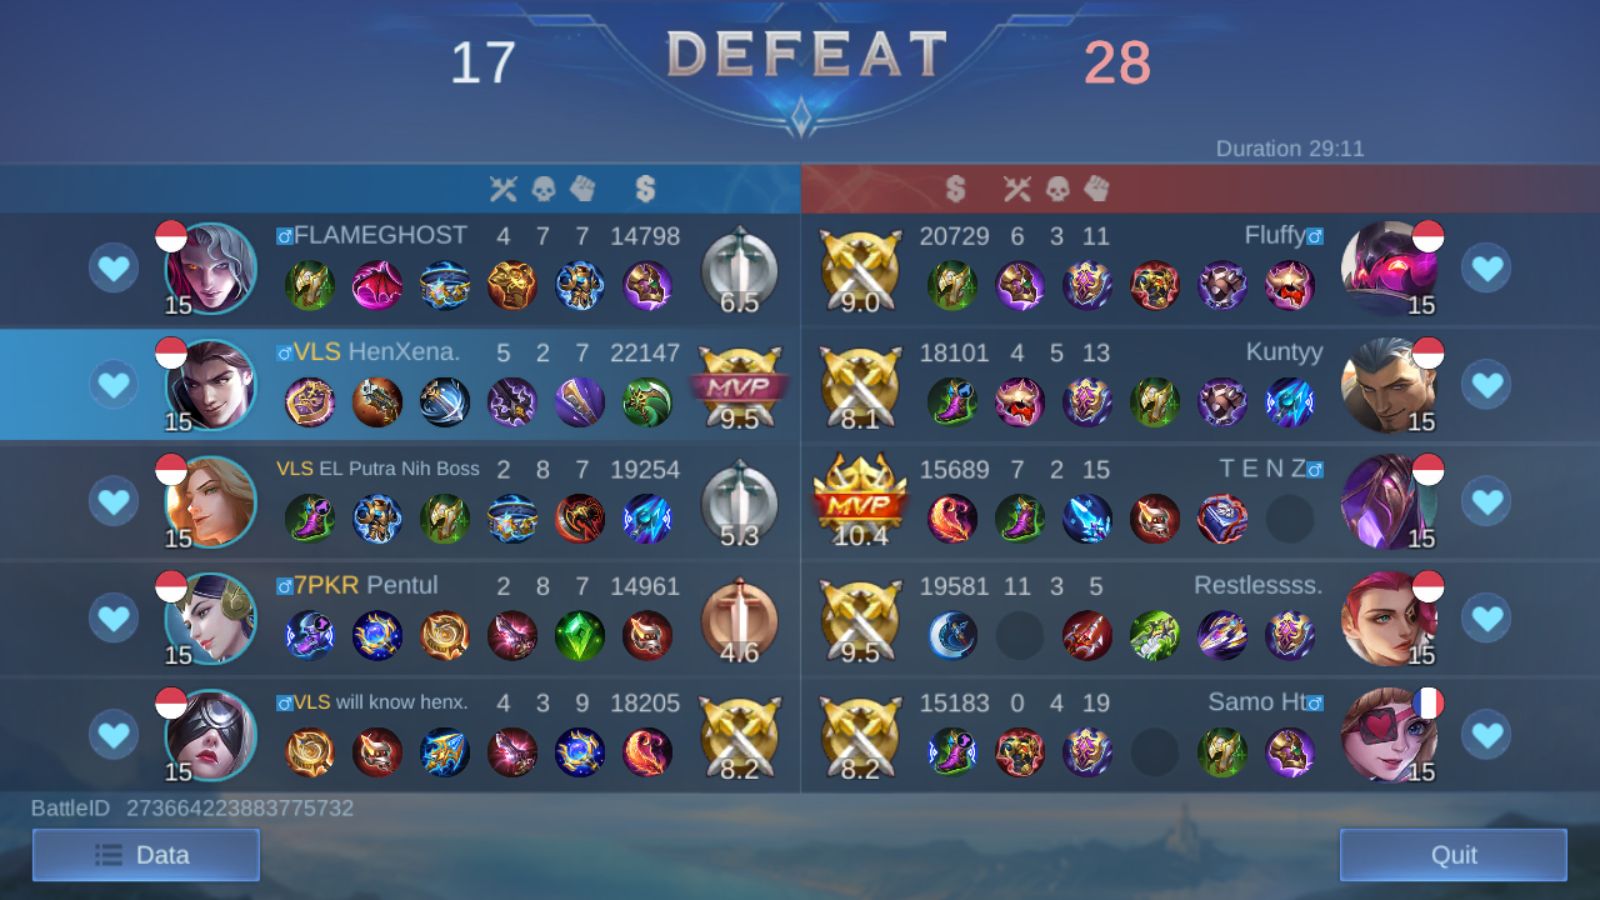 17 DEFEAT 28
Duration 29:11
FLAMEGHOST 4 7 7 14798
15 6.5
20729 6 3 11 Fluffy
9.0 15
VLS HenXena. 5 2 7 22147
15 MVP 9.5
18101 4 5 13 Kuntyy
8.1 15
VLS EL Putra Nih Boss 2 8 7 19254
15 5.3
15689 7 2 15 T E N Z
MVP 10.4 15
7PKR Pentul 2 8 7 14961
15 4.6
19581 11 3 5 Restlessss.
9.5 15
VLS will know henx. 4 3 9 18205
15 8.2
15183 0 4 19 Samo Ht
8.2 15
BattleID 273664223883775732
Data
Quit